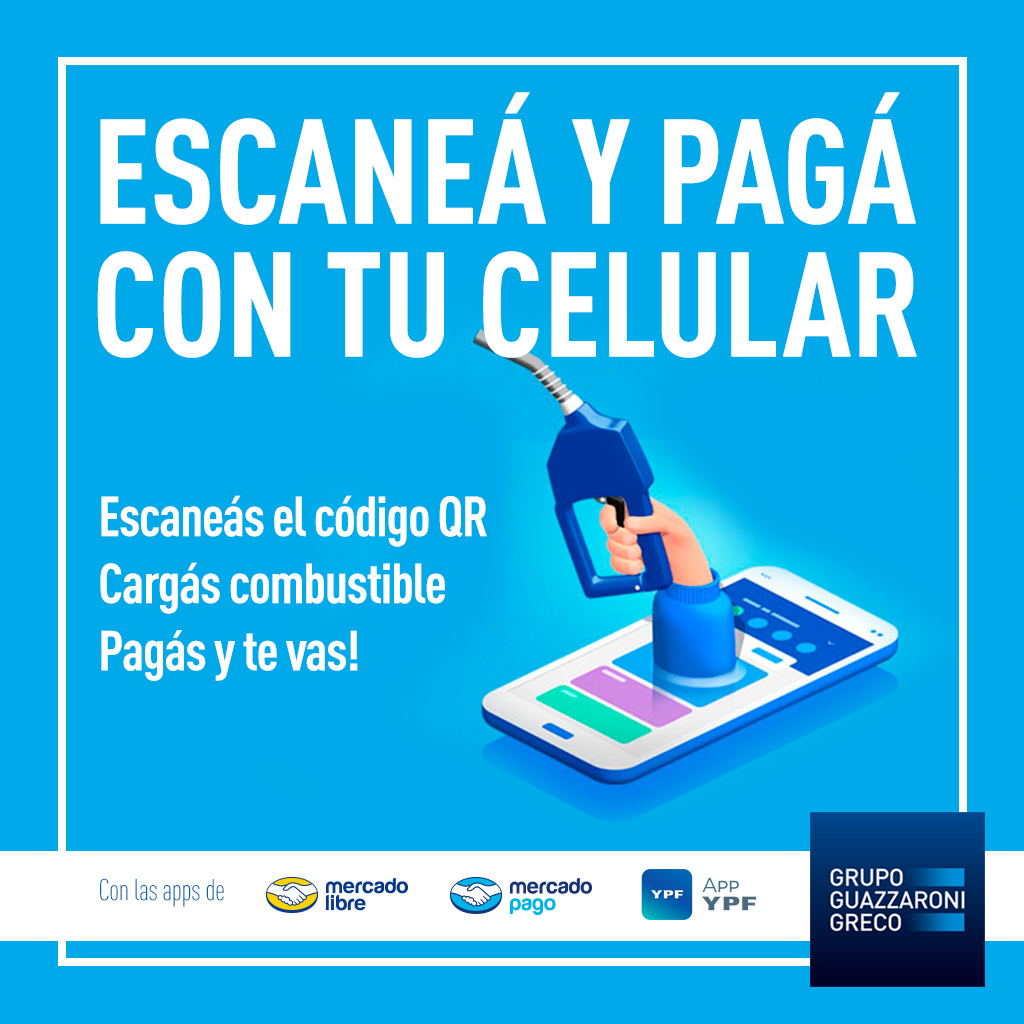 ESCANEÁ Y PAGÁ
CON TU CELULAR
Escaneás el código QR
Cargás combustible
Pagás y te vas!
Con las apps de
mercado
libre
mercado
pago
YPF
APP
YPF
GRUPO
GUAZZARONI
GRECO